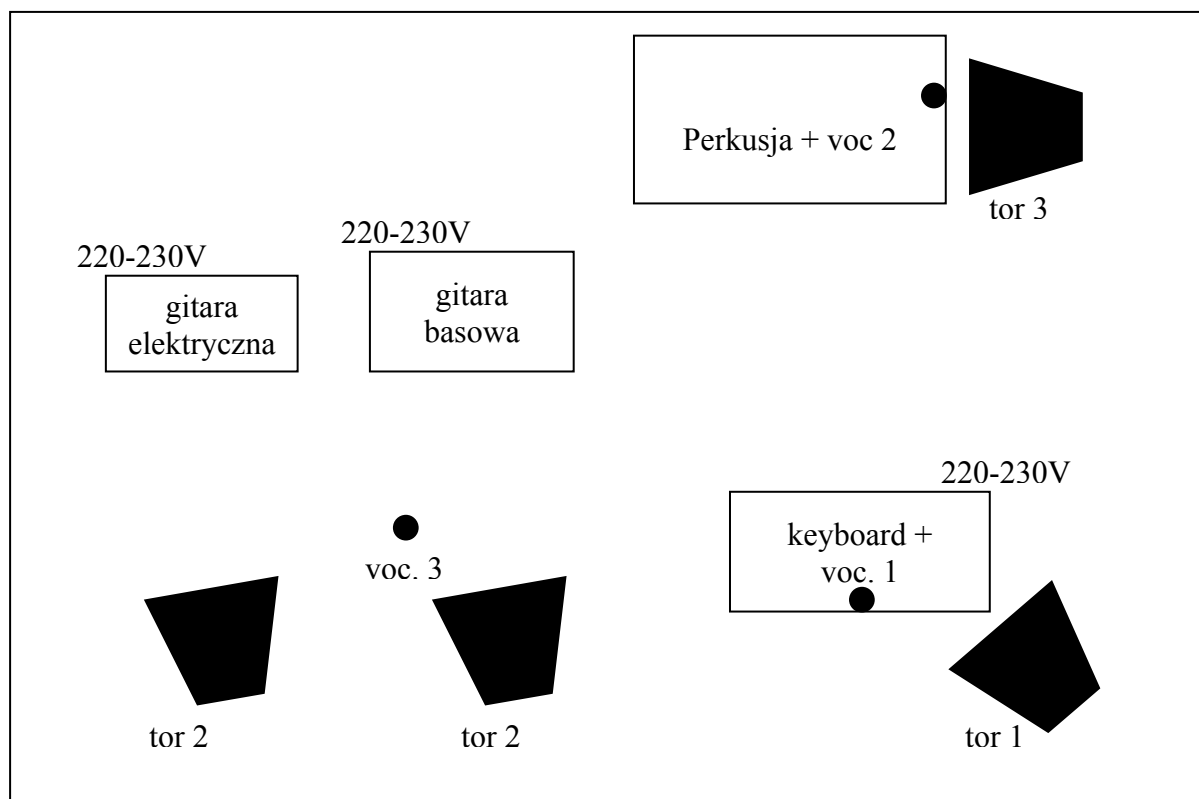 Perkusja + voc 2
tor 3
220-230V
220-230V
gitara
elektryczna
gitara
basowa
220-230V
keyboard +
voc. 1
voc. 3
tor 2
tor 2
tor 1